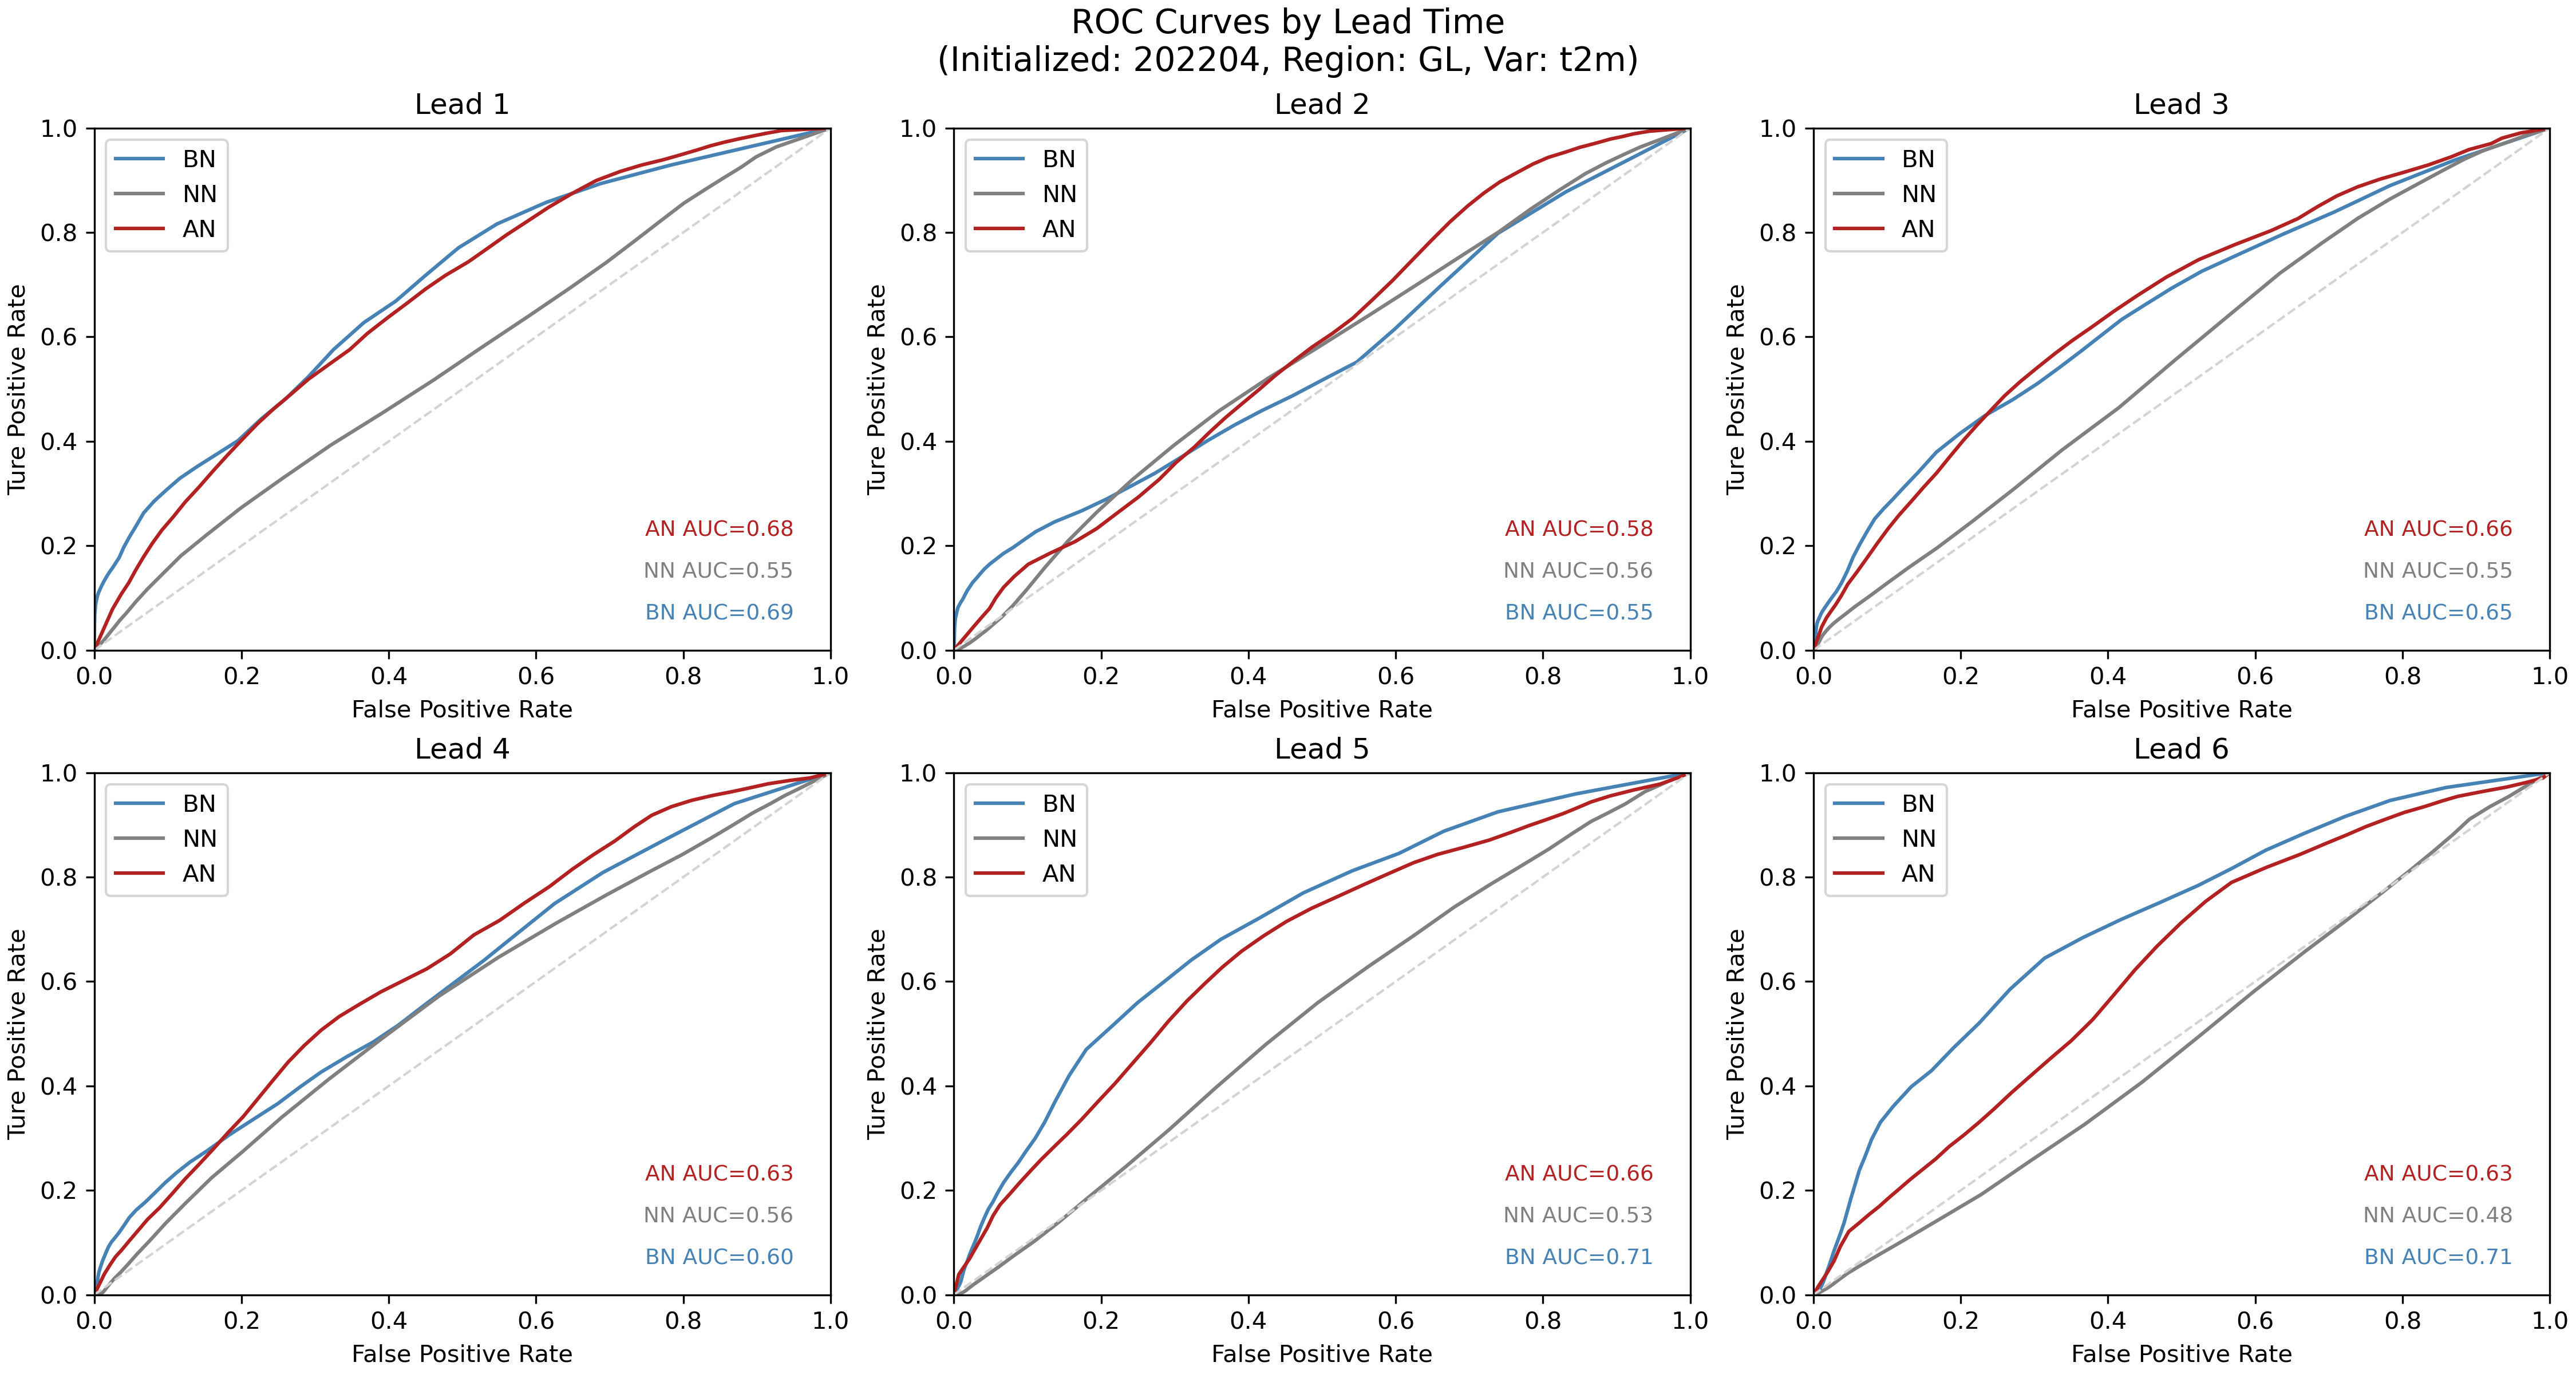 ROC Curves by Lead Time
(Initialized: 202204, Region: GL, Var: t2m)
Lead 1
1.0
0.8
0.6
0.4
0.2
0.0
Ture Positive Rate
BN
NN
AN
AN AUC=0.68
NN AUC=0.55
BN AUC=0.69
0.0 0.2 0.4 0.6 0.8 1.0
False Positive Rate
Lead 2
1.0
0.8
0.6
0.4
0.2
0.0
Ture Positive Rate
BN
NN
AN
AN AUC=0.58
NN AUC=0.56
BN AUC=0.55
0.0 0.2 0.4 0.6 0.8 1.0
False Positive Rate
Lead 3
1.0
0.8
0.6
0.4
0.2
0.0
Ture Positive Rate
BN
NN
AN
AN AUC=0.66
NN AUC=0.55
BN AUC=0.65
0.0 0.2 0.4 0.6 0.8 1.0
False Positive Rate
Lead 4
1.0
0.8
0.6
0.4
0.2
0.0
Ture Positive Rate
BN
NN
AN
AN AUC=0.63
NN AUC=0.56
BN AUC=0.60
0.0 0.2 0.4 0.6 0.8 1.0
False Positive Rate
Lead 5
1.0
0.8
0.6
0.4
0.2
0.0
Ture Positive Rate
BN
NN
AN
AN AUC=0.66
NN AUC=0.53
BN AUC=0.71
0.0 0.2 0.4 0.6 0.8 1.0
False Positive Rate
Lead 6
1.0
0.8
0.6
0.4
0.2
0.0
Ture Positive Rate
BN
NN
AN
AN AUC=0.63
NN AUC=0.48
BN AUC=0.71
0.0 0.2 0.4 0.6 0.8 1.0
False Positive Rate